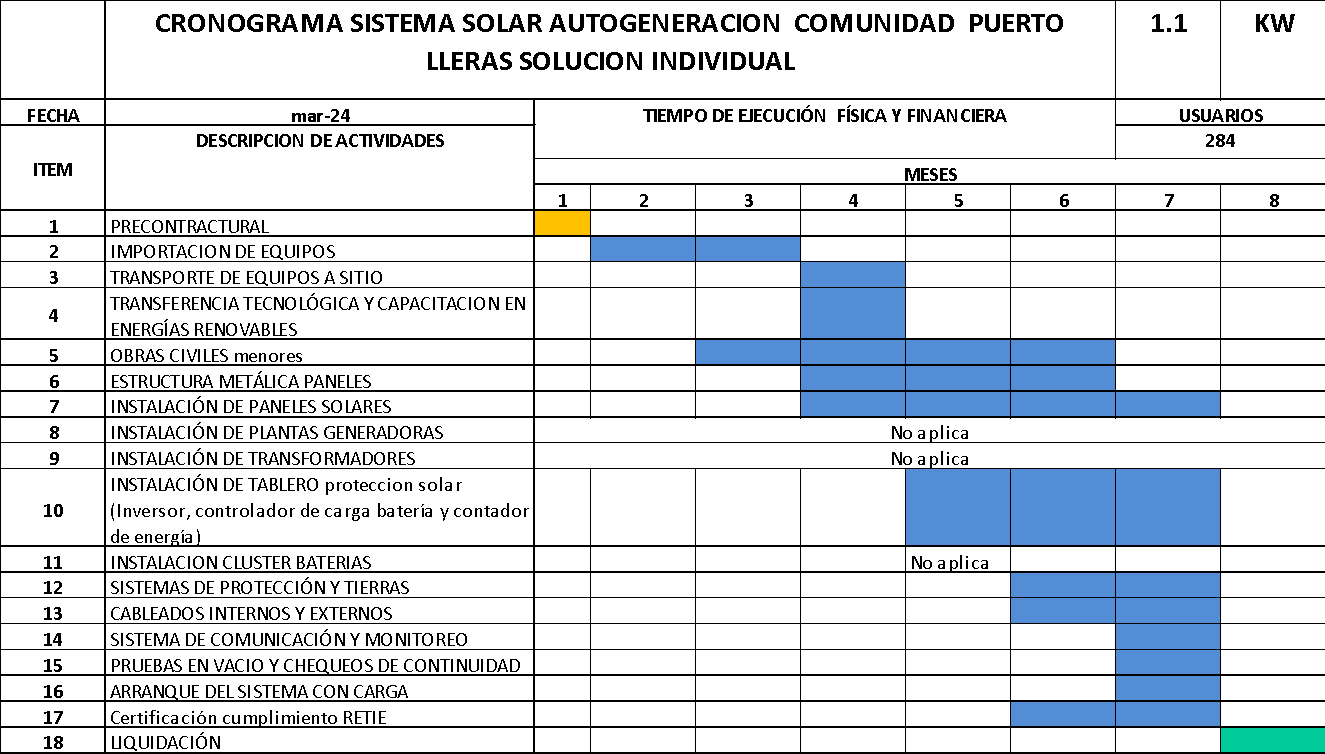 CRONOGRAMA SISTEMA SOLAR AUTOGENERACION COMUNIDAD PUERTO
LLERAS SOLUCION INDIVIDUAL
1.1 KW
FECHA mar-24 TIEMPO DE EJECUCIÓN FÍSICA Y FINANCIERA USUARIOS
DESCRIPCION DE ACTIVIDADES 284
ITEM
MESES
1 2 3 4 5 6 7 8
1 PRECONTRACTURAL
2 IMPORTACION DE EQUIPOS
3 TRANSPORTE DE EQUIPOS A SITIO
4 TRANSFERENCIA TECNOLÓGICA Y CAPACITACION EN
ENERGÍAS RENOVABLES
5 OBRAS CIVILES menores
6 ESTRUCTURA METÁLICA PANELES
7 INSTALACIÓN DE PANELES SOLARES
8 INSTALACIÓN DE PLANTAS GENERADORAS No aplica
9 INSTALACIÓN DE TRANSFORMADORES No aplica
10 INSTALACIÓN DE TABLERO proteccion solar
(Inversor, controlador de carga batería y contador
de energía)
11 INSTALACION CLUSTER BATERIAS No aplica
12 SISTEMAS DE PROTECCIÓN Y TIERRAS
13 CABLEADOS INTERNOS Y EXTERNOS
14 SISTEMA DE COMUNICACIÓN Y MONITOREO
15 PRUEBAS EN VACIO Y CHEQUEOS DE CONTINUIDAD
16 ARRANQUE DEL SISTEMA CON CARGA
17 Certificación cumplimiento RETIE
18 LIQUIDACIÓN